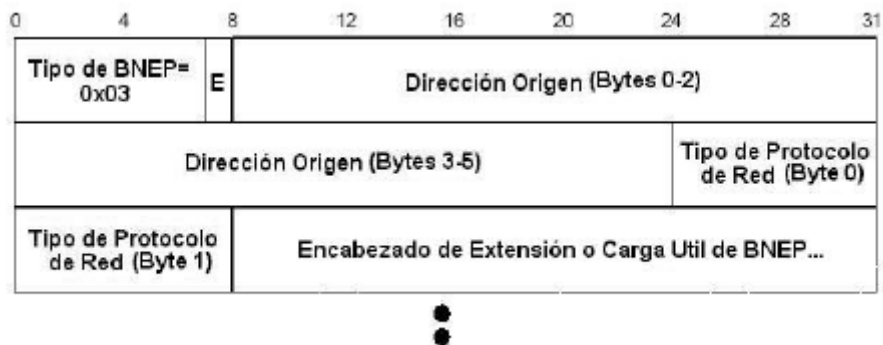 0 4 8 12 16 20 24 28 31
Tipo de BNEP=
0x03
E
Dirección Origen (Bytes 0-2)
Dirección Origen (Bytes 3-5)
Tipo de Protocolo
de Red (Byte 0)
Tipo de Protocolo
de Red (Byte 1)
Encabezado de Extensión o Carga Util de BNEP...